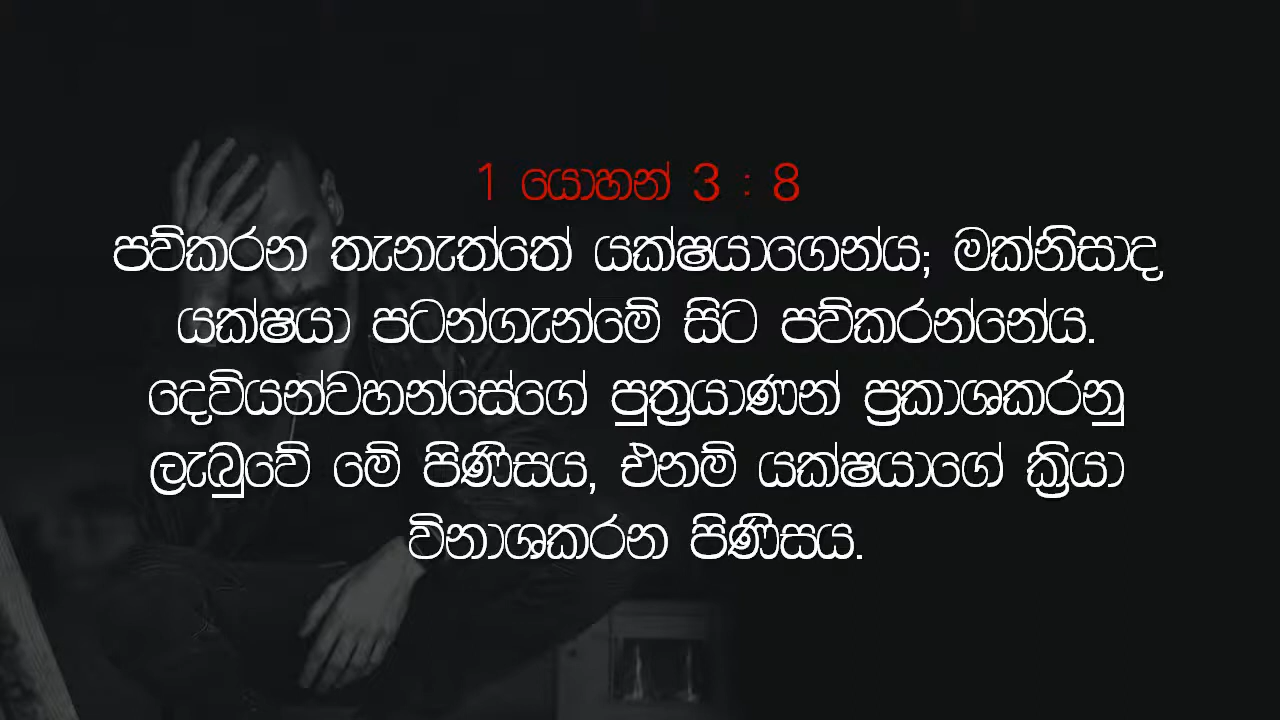 1 යොහන් 3 : 8
පව්කරන තැනැත්තේ යක්ෂයාගෙන්ය; මක්නිසාද,
යක්ෂයා පටන්ගැන්මේ සිට පව්කරන්නේය.
දෙවියන්වහන්සේගේ පුත්‍රයාණන් ප්‍රකාශකරනු
ලැබුවේ මේ පිණිසය, එනම් යක්ෂයාගේ ක්‍රියා
විනාශකරන පිණිසය.